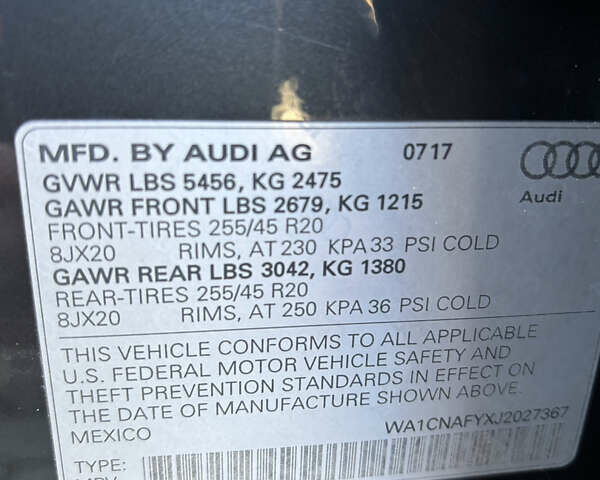 MFD. BY AUDI AG 0717
GVWR LBS 5456, KG 2475
GAWR FRONT LBS 2679, KG 1215
FRONT-TIRES 255/45 R20
8JX20 RIMS, AT 230 KPA 33 PSI COLD
GAWR REAR LBS 3042, KG 1380
REAR-TIRES 255/45 R20
8JX20 RIMS, AT 250 KPA 36 PSI COLD
Audi
THIS VEHICLE CONFORMS TO ALL APPLICABLE
U.S. FEDERAL MOTOR VEHICLE SAFETY AND
THEFT PREVENTION STANDARDS IN EFFECT ON
THE DATE OF MANUFACTURE SHOWN ABOVE.
MEXICO WA1CNAFYXJ2027367
TYPE:
MPV